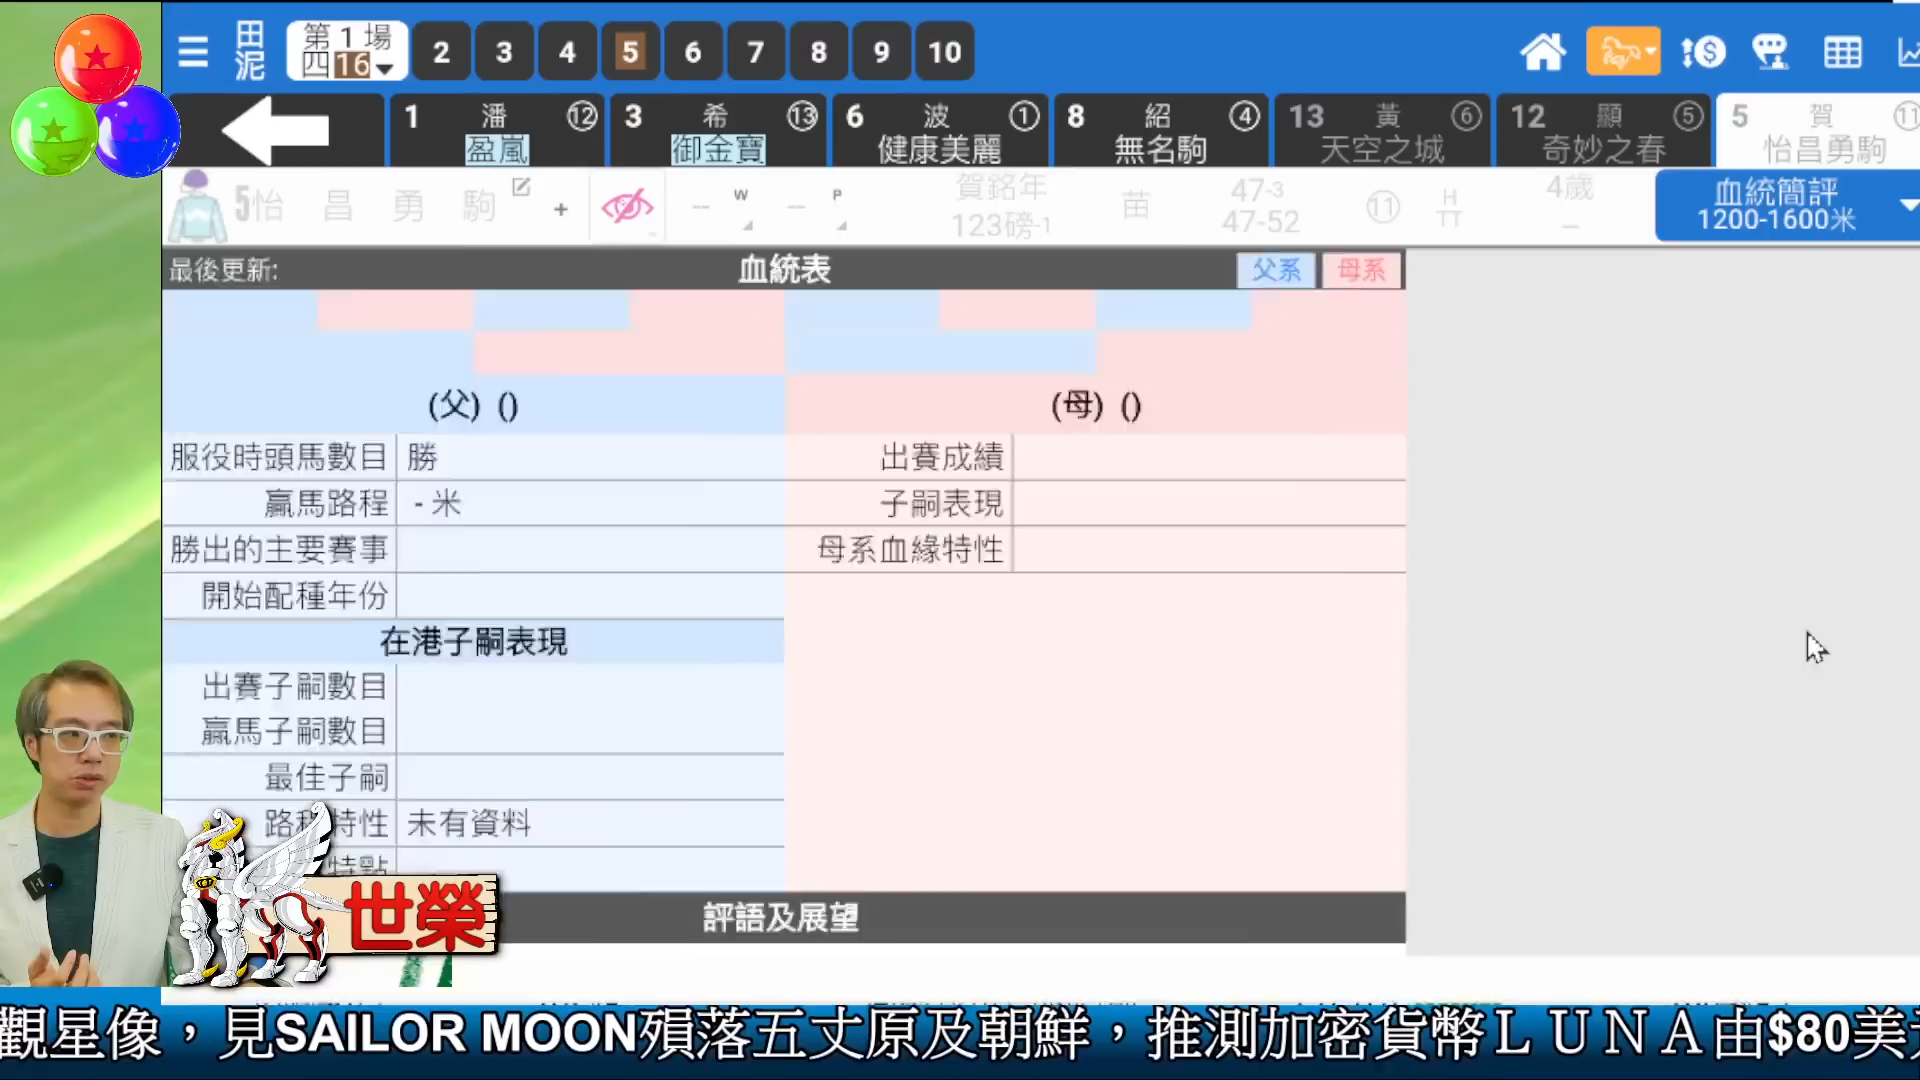 田泥
第 1 場
四 16
2 3 4 5 6 7 8 9 10
1 潘 ⑫
盈嵐
3 希 ⑬
御金寶
6 波 ①
健康美麗
8 紹 ④
無名駒
13 黃 ⑥
天空之城
12 顯 ⑤
奇妙之春
5 賀 ⑪
怡昌勇駒
5怡昌勇駒
+
-- W -- P
賀銘年
123磅-1
苗
47-3
47-52
⑪
H
TT
4歲
血統簡評
1200-1600米
最後更新:
血統表
父系 母系
(父) ()
(母) ()
服役時頭馬數目 勝
出賽成績
贏馬路程 - 米
子嗣表現
勝出的主要賽事
母系血緣特性
開始配種年份
在港子嗣表現
出賽子嗣數目
贏馬子嗣數目
最佳子嗣
路程特性 未有資料
特點
世榮
評語及展望
觀星像，見SAILOR MOON殞落五丈原及朝鮮，推測加密貨幣ＬＵＮＡ由$80美